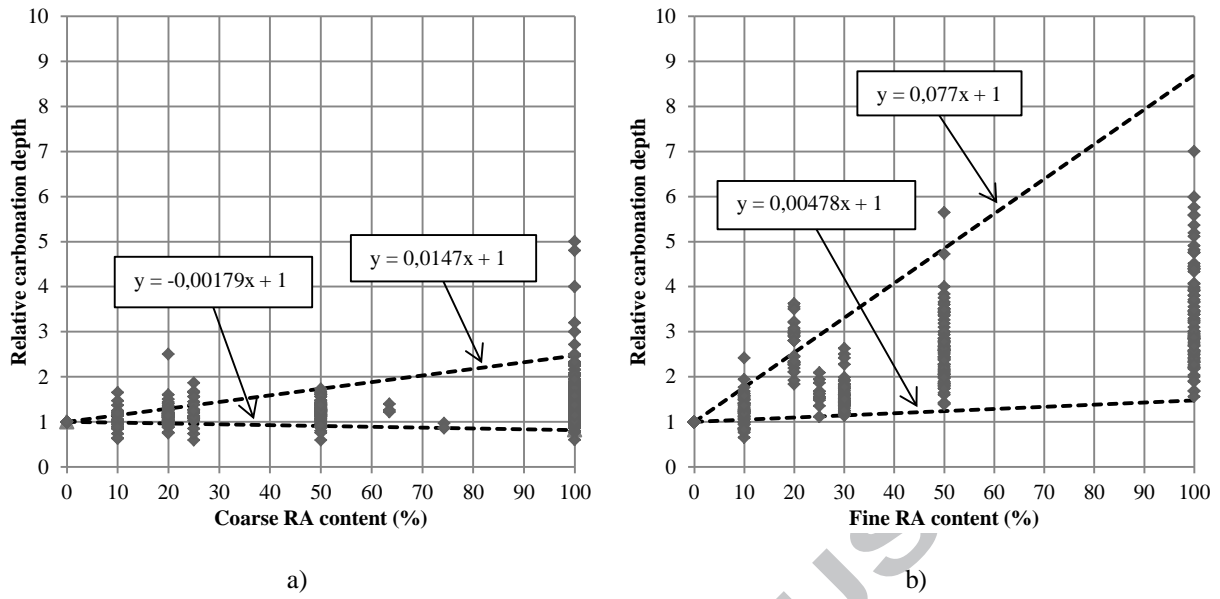 10
9
8
7
6
5
4
3
2
1
0
Relative carbonation depth
y = -0,00179x + 1
y = 0,0147x + 1
0 10 20 30 40 50 60 70 80 90 100
Coarse RA content (%)
a)
10
9
8
7
6
5
4
3
2
1
0
Relative carbonation depth
y = 0,077x + 1
y = 0,00478x + 1
0 10 20 30 40 50 60 70 80 90 100
Fine RA content (%)
b)
us